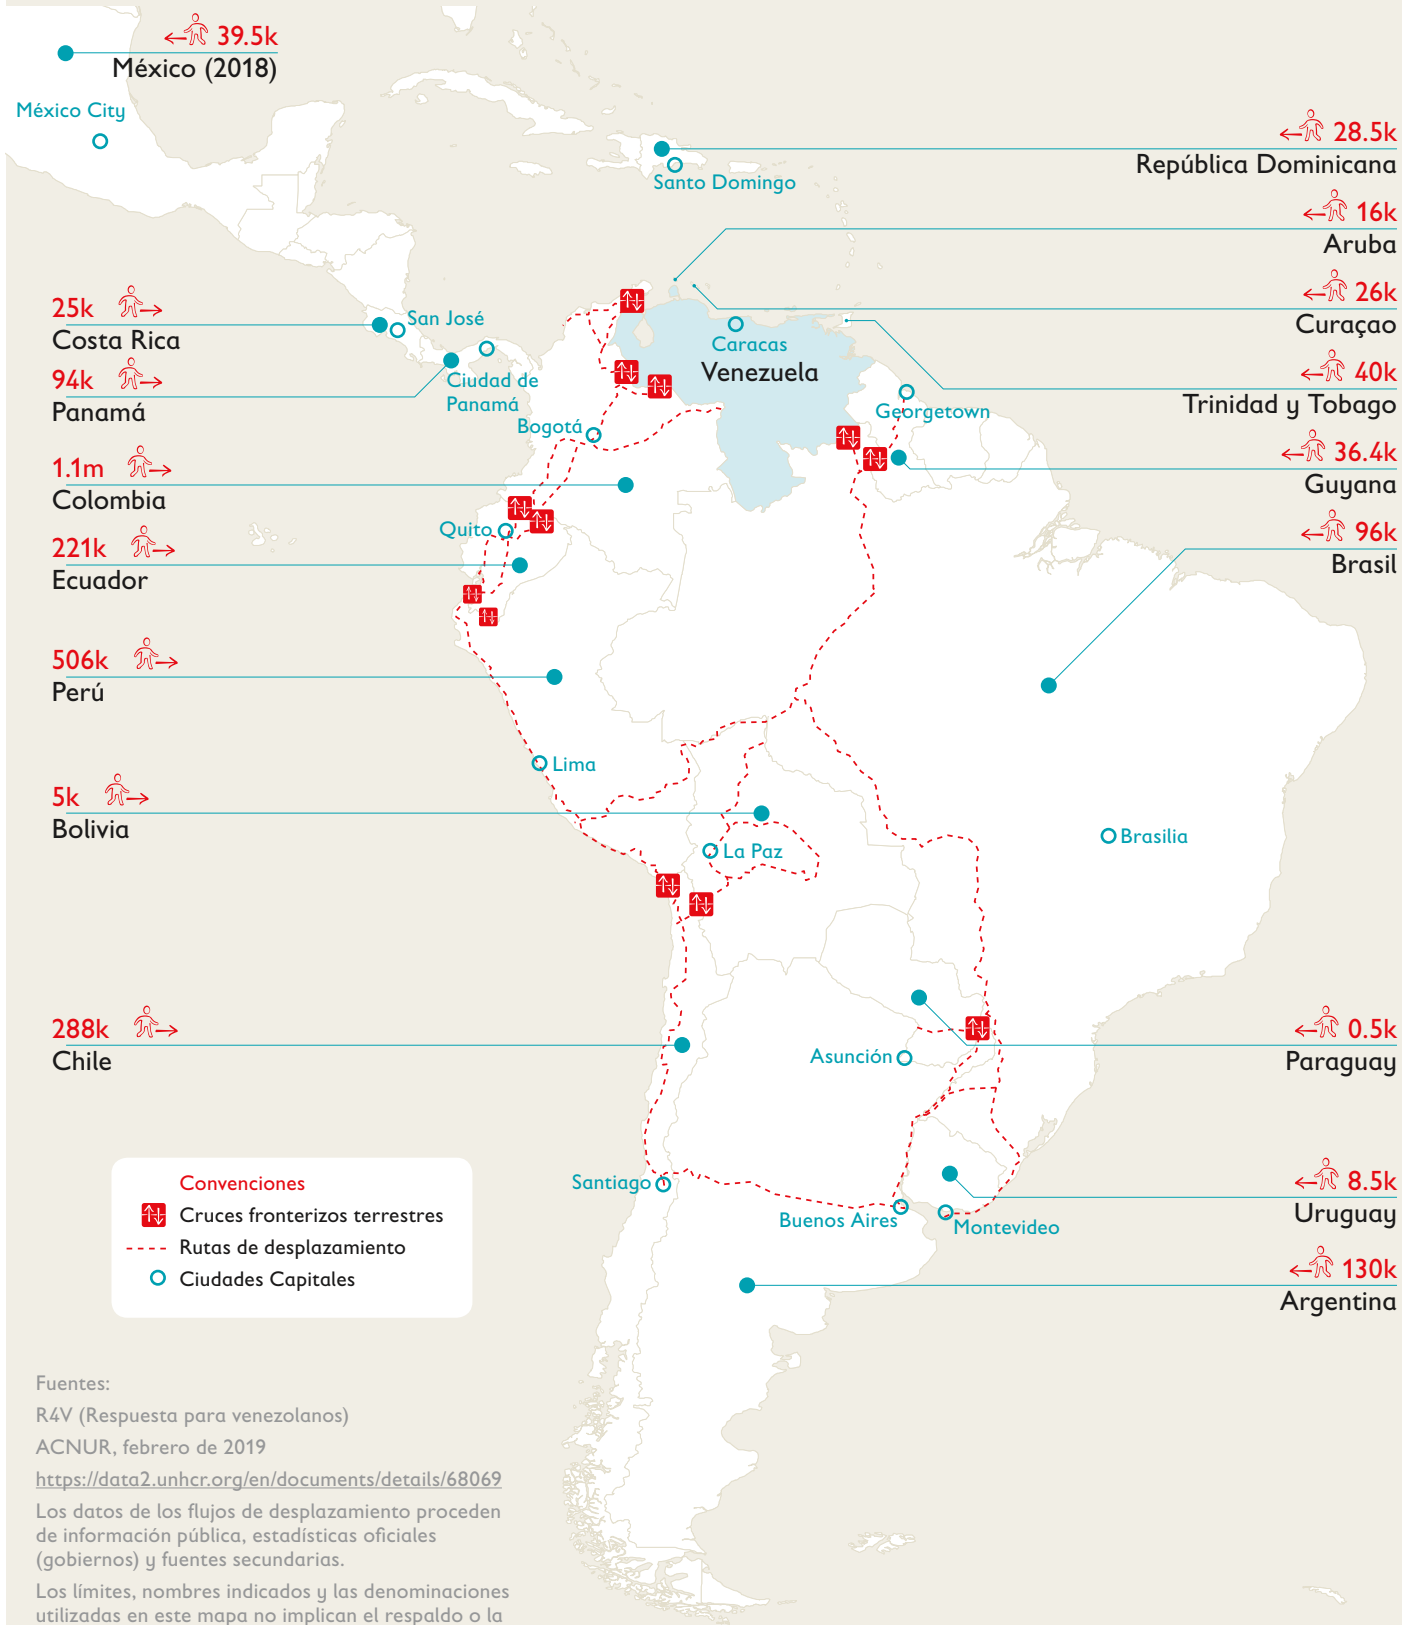 39.5k
México (2018)
México City
28.5k
República Dominicana
Santo Domingo
16k
Aruba
26k
Curaçao
40k
Trinidad y Tobago
36.4k
Guyana
96k
Brasil
25k
Costa Rica
94k
Panamá
1.1m
Colombia
221k
Ecuador
506k
Perú
5k
Bolivia
288k
Chile
San José
Ciudad de
Panamá
Caracas
Venezuela
Georgetown
Bogotá
Quito
Lima
La Paz
Brasilia
Asunción
Santiago
Buenos Aires
Montevideo
0.5k
Paraguay
8.5k
Uruguay
130k
Argentina
Convenciones
Cruces fronterizos terrestres
Rutas de desplazamiento
Ciudades Capitales
Fuentes:
R4V (Respuesta para venezolanos)
ACNUR, febrero de 2019
https://data2.unhcr.org/en/documents/details/68069
Los datos de los flujos de desplazamiento proceden
de información pública, estadísticas oficiales
(gobiernos) y fuentes secundarias.
Los límites, nombres indicados y las denominaciones
utilizadas en este mapa no implican el respaldo o la